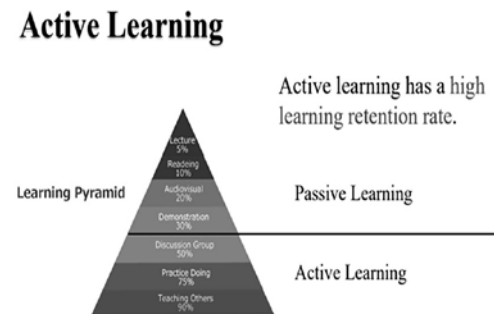 Active Learning
Active learning has a high
learning retention rate.
Lecture
5%
Readeing
10%
Learning Pyramid
Audiovisual
20%
Passive Learning
Demonstration
30%
Discussion Group
50%
Practice Doing
75%
Active Learning
Teaching Others
90%